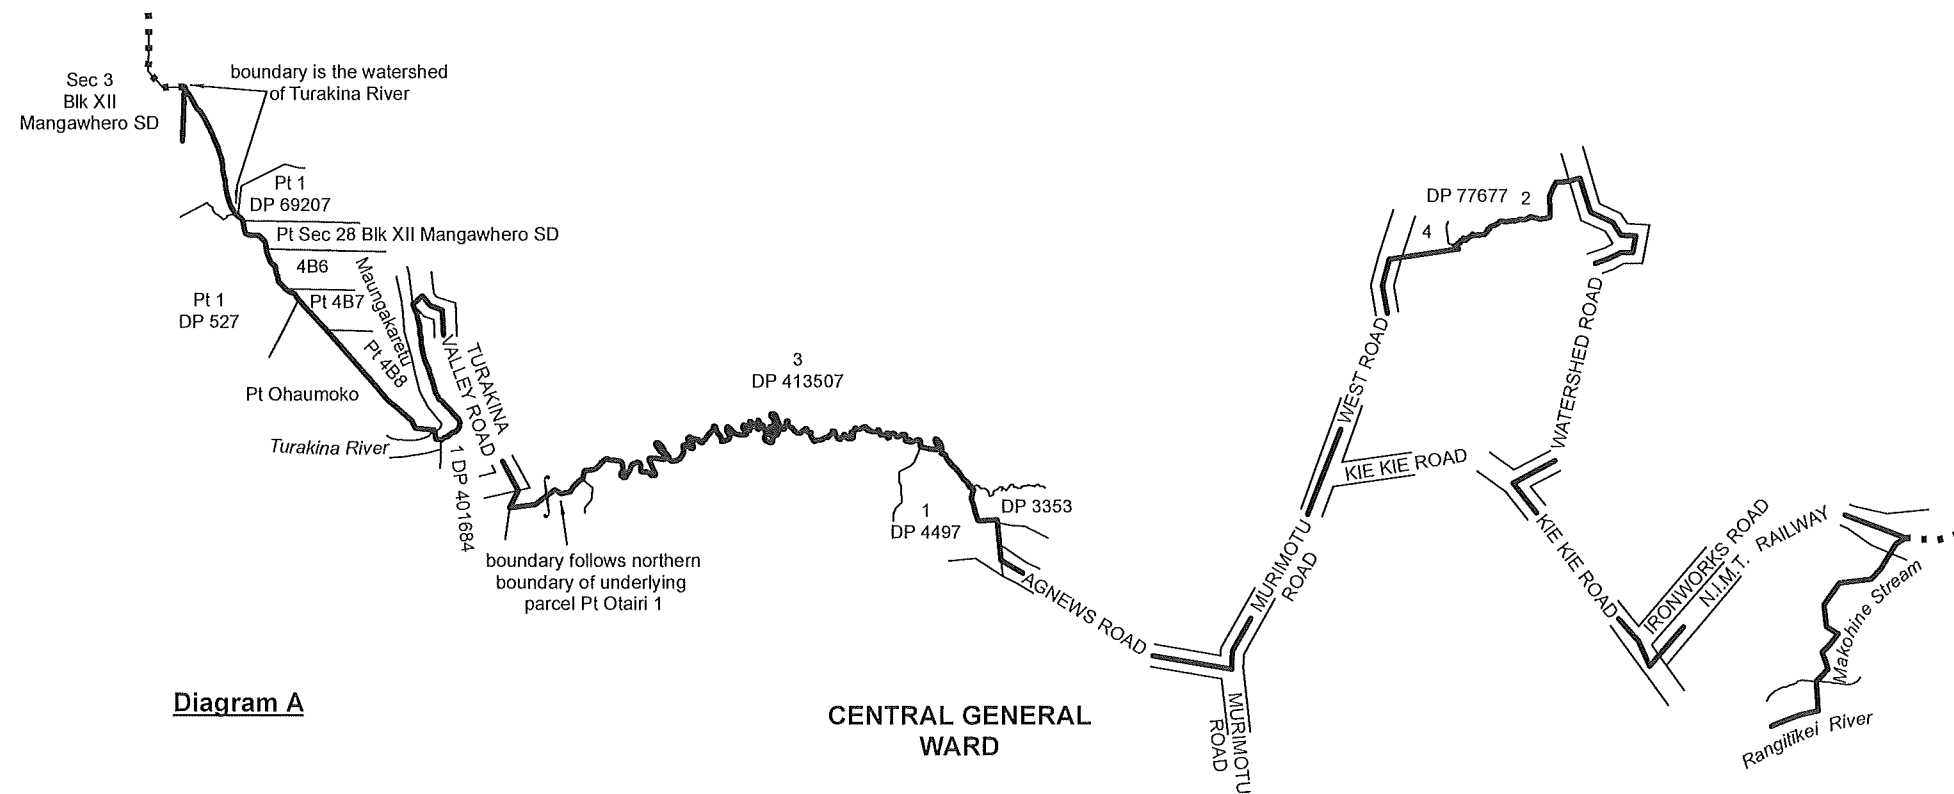 Sec 3
Blk XII
Mangawhero SD
boundary is the watershed
of Turakina River
Pt 1
DP 69207
Pt Sec 28 Blk XII Mangawhero SD
4B6
Maungakaretu
Pt 1
DP 527
Pt 4B7
Pt 4B8
Pt Ohaumoko
Turakina River
TURAKINA
VALLEY ROAD
1 DP 401684
boundary follows northern
boundary of underlying
parcel Pt Otairi 1
3
DP 413507
1
DP 4497
DP 3353
AGNEWS ROAD
MURIMOTU
ROAD
MURIMOTU
ROAD
WEST ROAD
KIE KIE ROAD
DP 77677
2
4
WATERSHED ROAD
KIE KIE ROAD
IRONWORKS ROAD
N.I.M.T. RAILWAY
Makohine Stream
Rangitīkei River
Diagram A
CENTRAL GENERAL
WARD